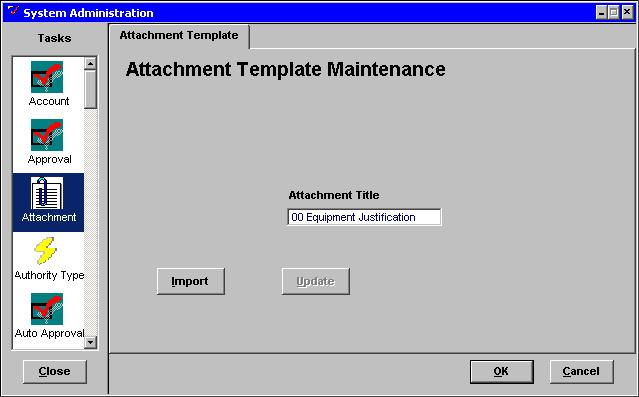 System Administration
Tasks
Account
Approval
Attachment
Authority Type
Auto Approval
Close
Attachment Template
Attachment Template Maintenance
Attachment Title
00 Equipment Justification
Import
Update
OK
Cancel